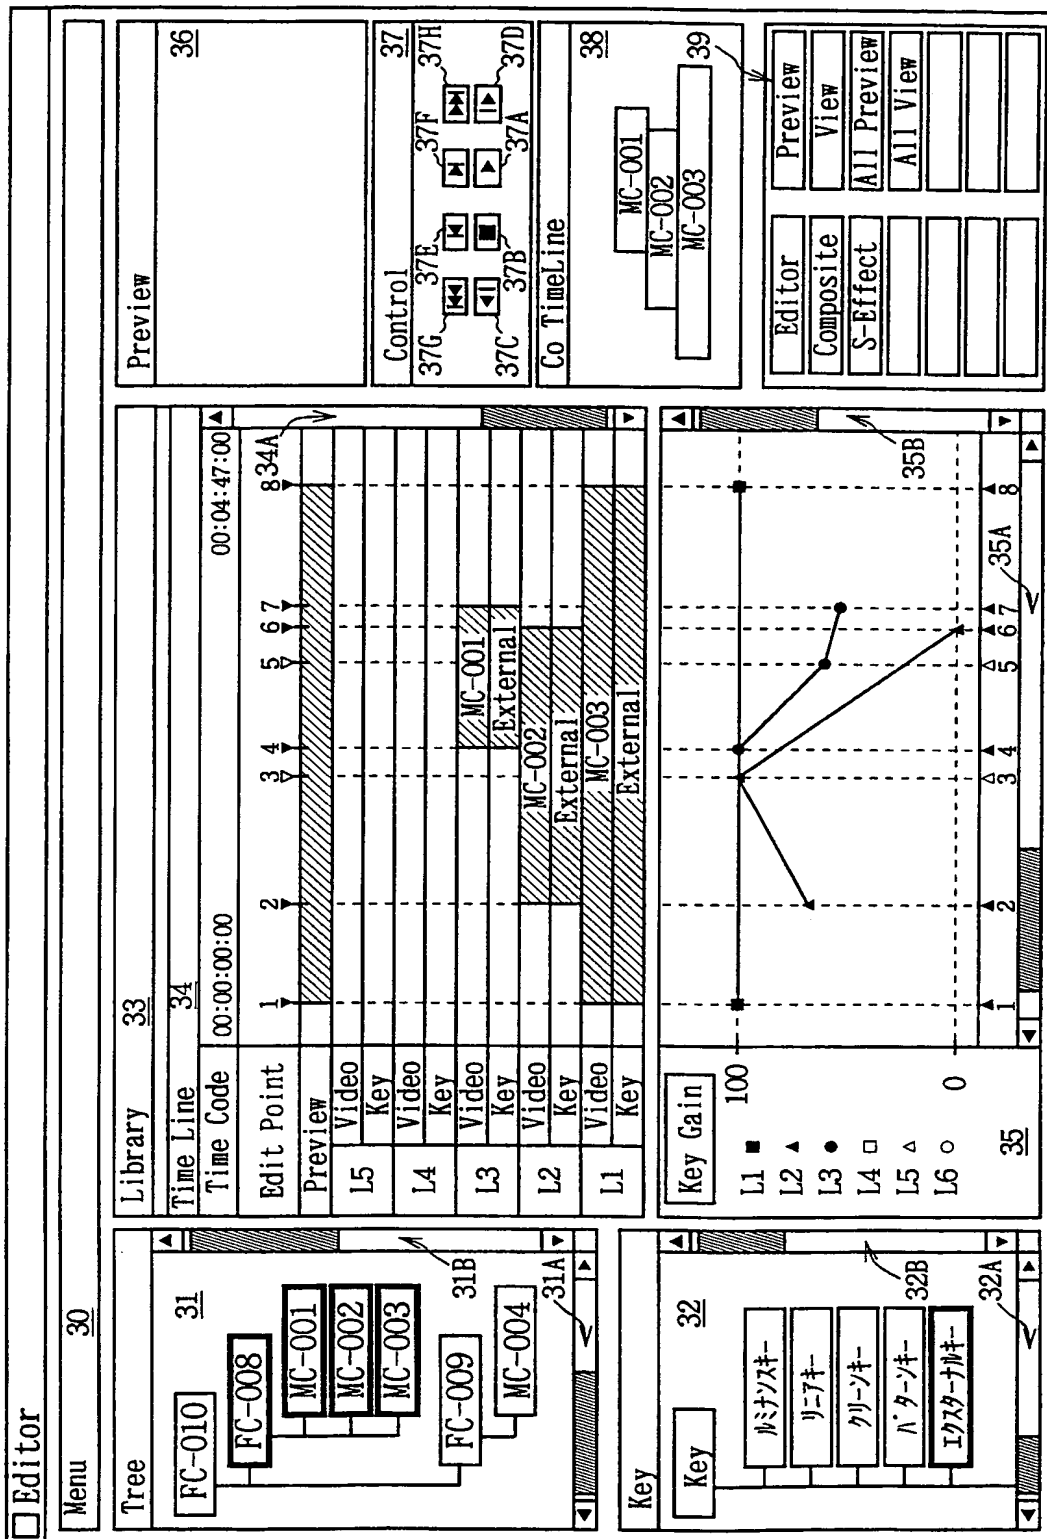 Editor
Menu
30
Tree
31
FC-010
FC-008
MC-001
MC-002
MC-003
FC-009
MC-004
31B
31A
Key
32
Key
ルミナンスキー
リニアキー
クリーンキー
パターンキー
エクスターナルキー
32B
32A
Library
33
Time Line
34
Time Code
00:00:00:00
00:04:47:00
Edit Point
1
2
3
4
5
6
7
8
34A
Preview
L5
Video
Key
L4
Video
Key
L3
Video
MC-001
Key
External
L2
Video
MC-002
Key
External
L1
Video
MC-003
Key
External
Key Gain
100
0
L1
L2
L3
L4
L5
L6
35
1
2
3
4
5
6
7
8
35B
35A
Preview
36
Control
37
37G
37E
37F
37H
37C
37B
37A
37D
Co TimeLine
38
MC-001
MC-002
MC-003
39
Editor
Preview
Composite
View
S-Effect
All Preview
All View